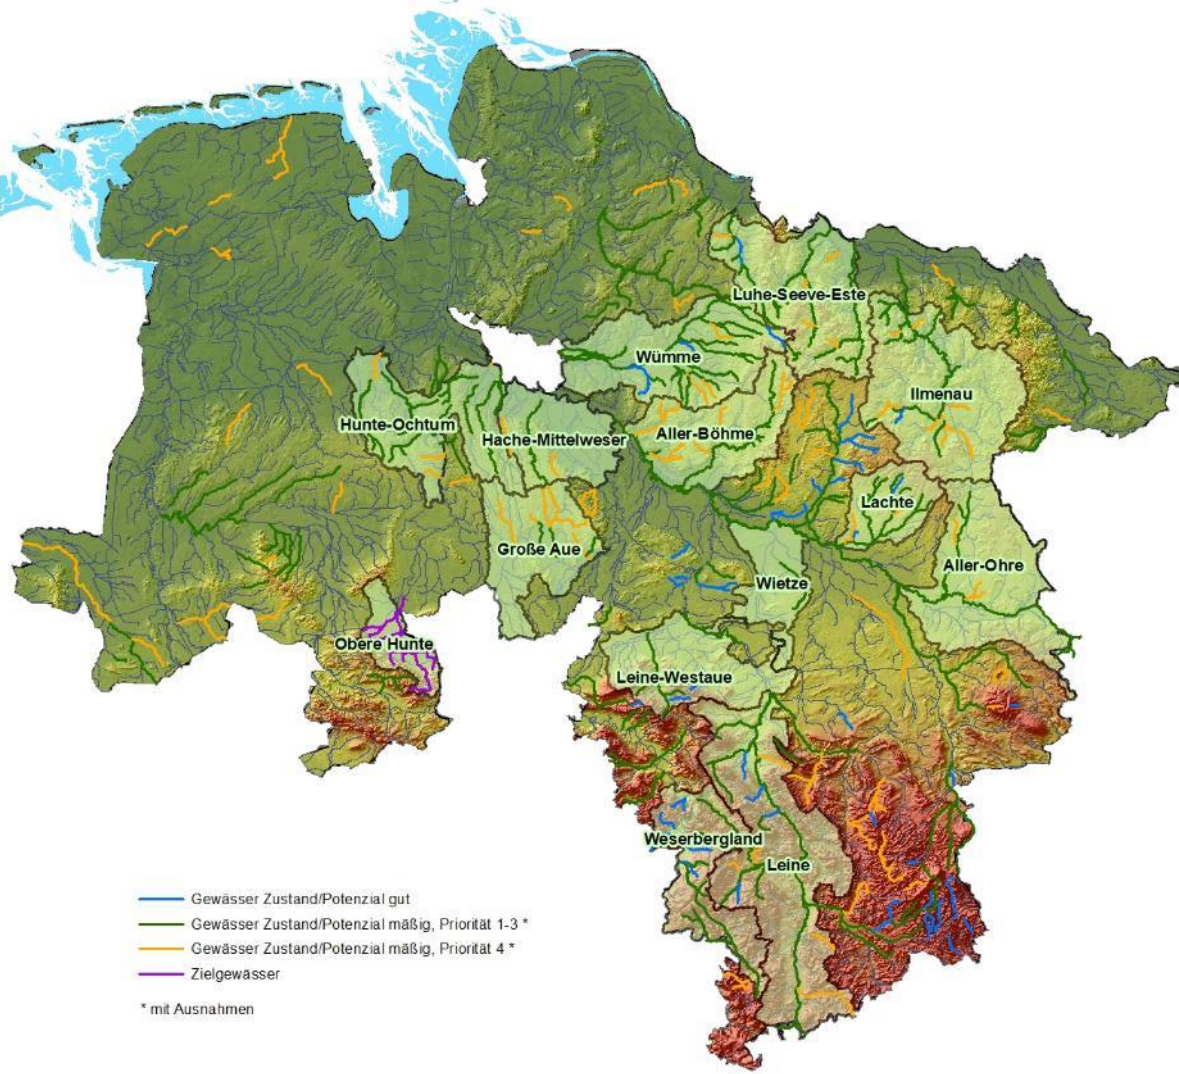 Luhe-Seeve-Este
Wümme
Ilmenau
Hunte-Ochtum
Hache-Mittelweser
Aller-Böhme
Lachte
Große Aue
Aller-Ohre
Wietze
Obere Hunte
Leine-Westaue
Weserbergland
Leine
Gewässer Zustand/Potenzial gut
Gewässer Zustand/Potenzial mäßig, Priorität 1-3 *
Gewässer Zustand/Potenzial mäßig, Priorität 4 *
Zielgewässer
* mit Ausnahmen